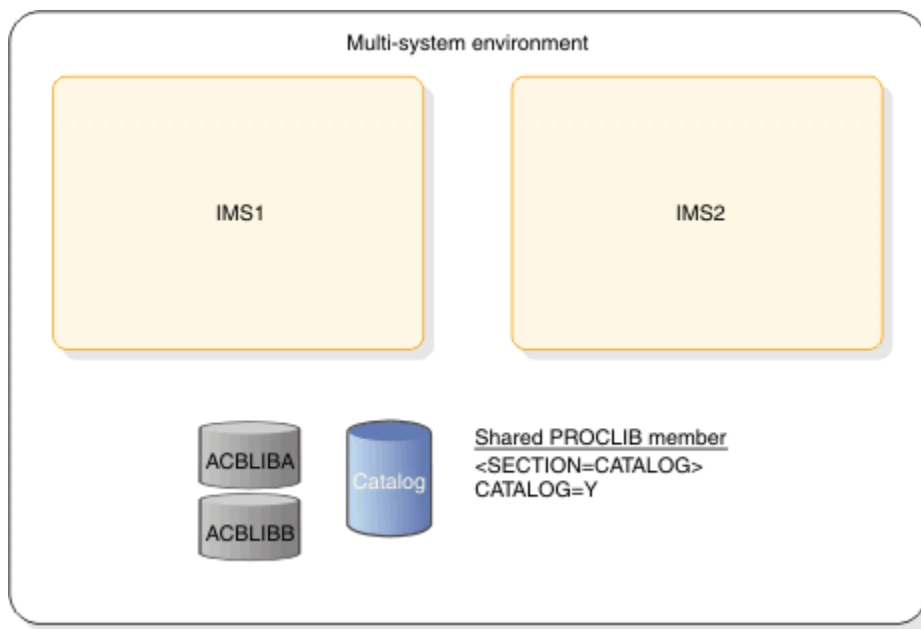 Multi-system environment
IMS1
IMS2
ACBLIBA
ACBLIBB
Catalog
Shared PROCLIB member
<SECTION=CATALOG>
CATALOG=Y